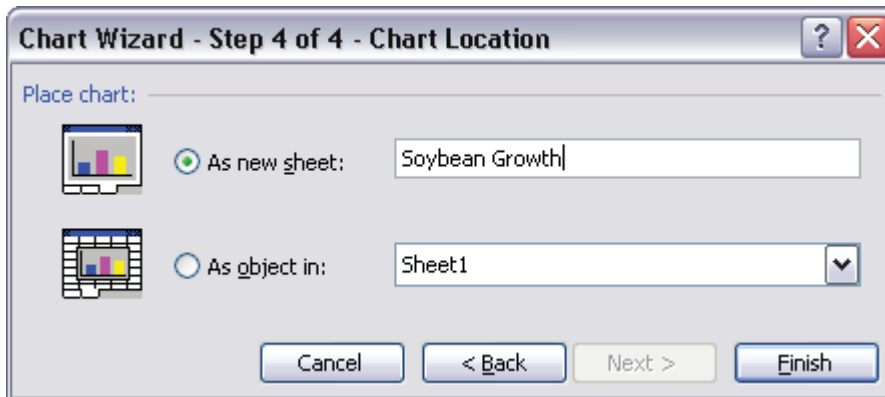 Chart Wizard - Step 4 of 4 - Chart Location
Place chart:
As new sheet: Soybean Growth
As object in: Sheet1
Cancel < Back Next > Finish